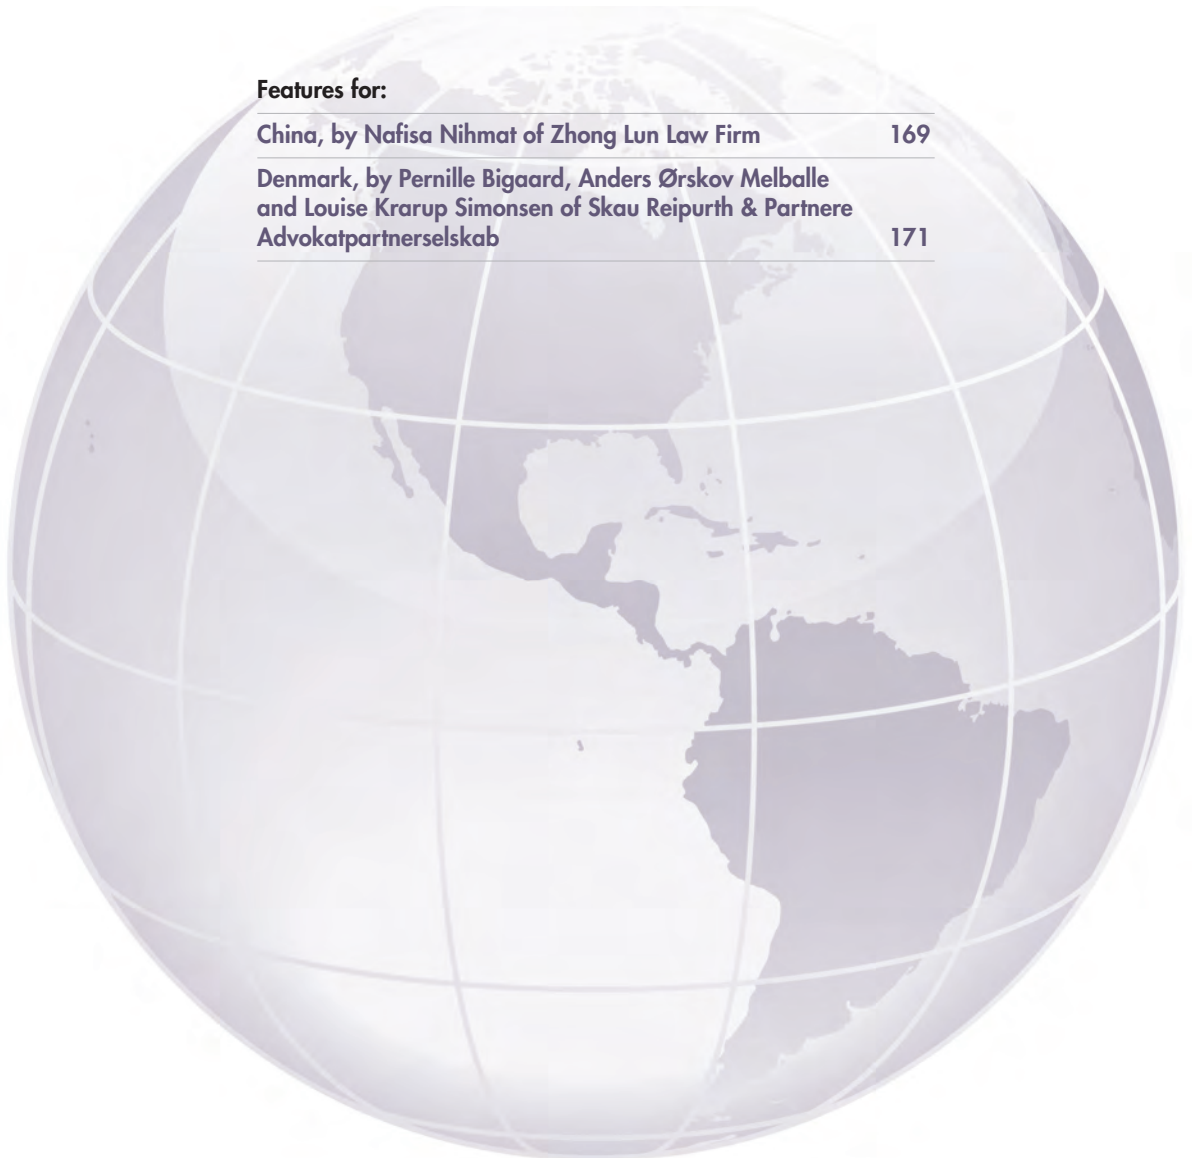 Features for:
China, by Nafisa Nihmat of Zhong Lun Law Firm 169
Denmark, by Pernille Bigaard, Anders Ørskov Melballe
and Louise Krarup Simonsen of Skau Reipurth & Partnere
Advokatpartnerselskab 171